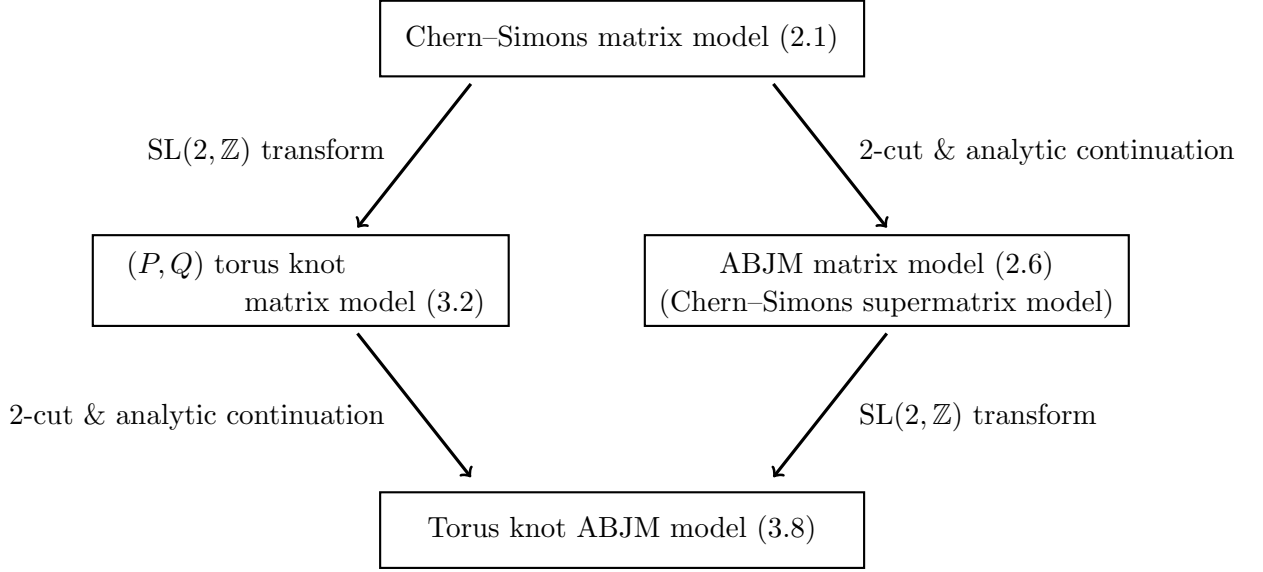 Chern–Simons matrix model (2.1)
SL(2, ℤ) transform
2-cut & analytic continuation
(P, Q) torus knot
matrix model (3.2)
ABJM matrix model (2.6)
(Chern–Simons supermatrix model)
2-cut & analytic continuation
SL(2, ℤ) transform
Torus knot ABJM model (3.8)